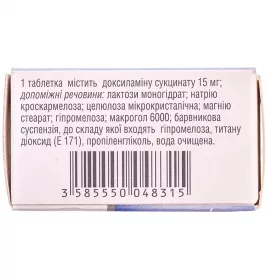 1 таблетка містить доксиламіну сукцинату 15 мг;
допоміжні речовини: лактози моногідрат; натрію
кроскармелоза; целюлоза мікрокристалічна; магнію
стеарат; гіпромелоза; макрогол 6000; барвникова
суспензія, до складу якої входять гіпромелоза, титану
діоксид (Е 171), пропіленгліколь, вода очищена.
3 585550 048315